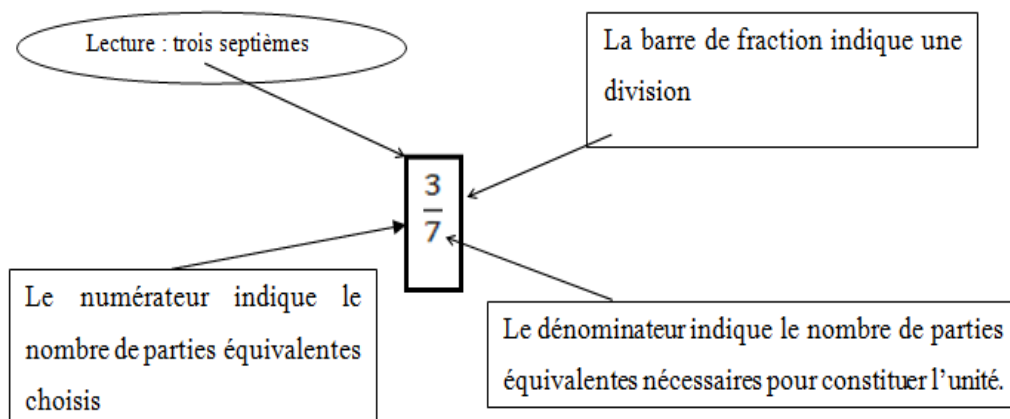 Lecture : trois septièmes
La barre de fraction indique une
division
3
7
Le numérateur indique le
nombre de parties équivalentes
choisis
Le dénominateur indique le nombre de parties
équivalentes nécessaires pour constituer l’unité.